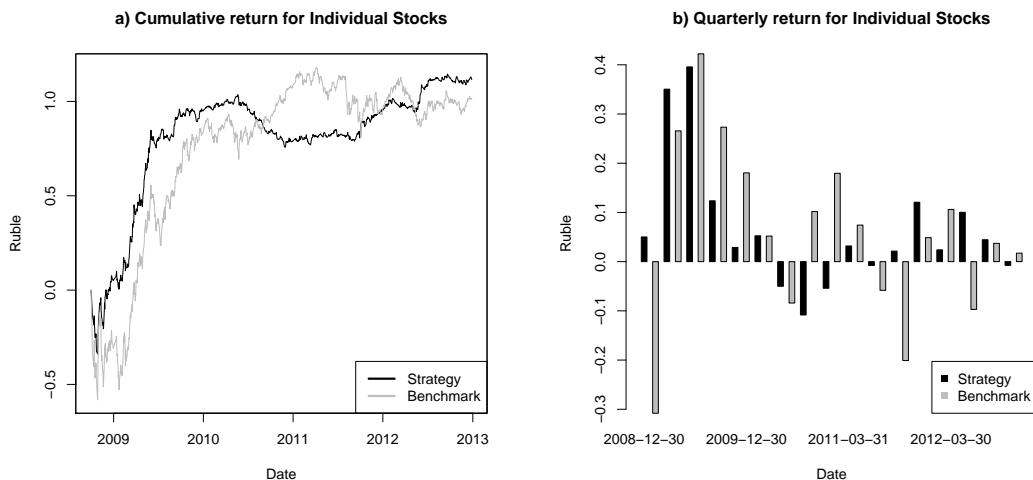 a) Cumulative return for Individual Stocks
Ruble
1.0
0.5
0.0
−0.5
2009 2010 2011 2012 2013
Date
Strategy
Benchmark
b) Quarterly return for Individual Stocks
Ruble
0.4
0.3
0.2
0.1
0.0
−0.1
−0.2
−0.3
2008−12−30 2009−12−30 2011−03−31 2012−03−30
Date
Strategy
Benchmark